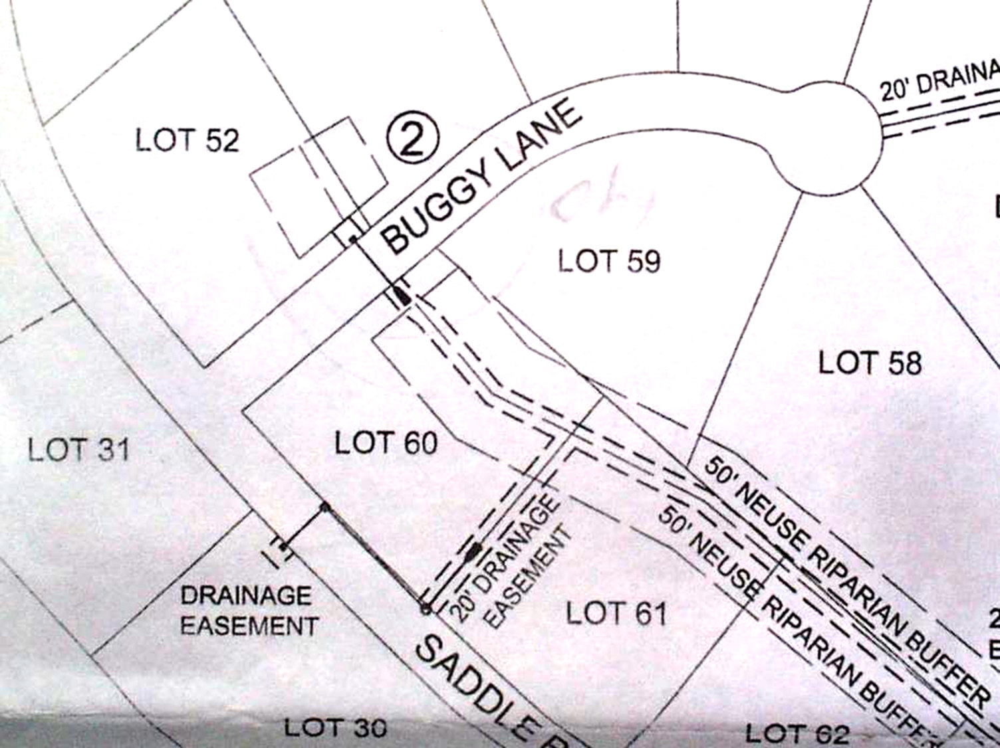 20' DRAINA
LOT 52
2
BUGGY LANE
LOT 59
LOT 58
LOT 60
LOT 31
50' NEUSE RIPARIAN BUFFER
50' NEUSE RIPARIAN BUFFER
20' DRAINAGE
EASEMENT
DRAINAGE
EASEMENT
LOT 61
SADDLE
LOT 30
LOT 62